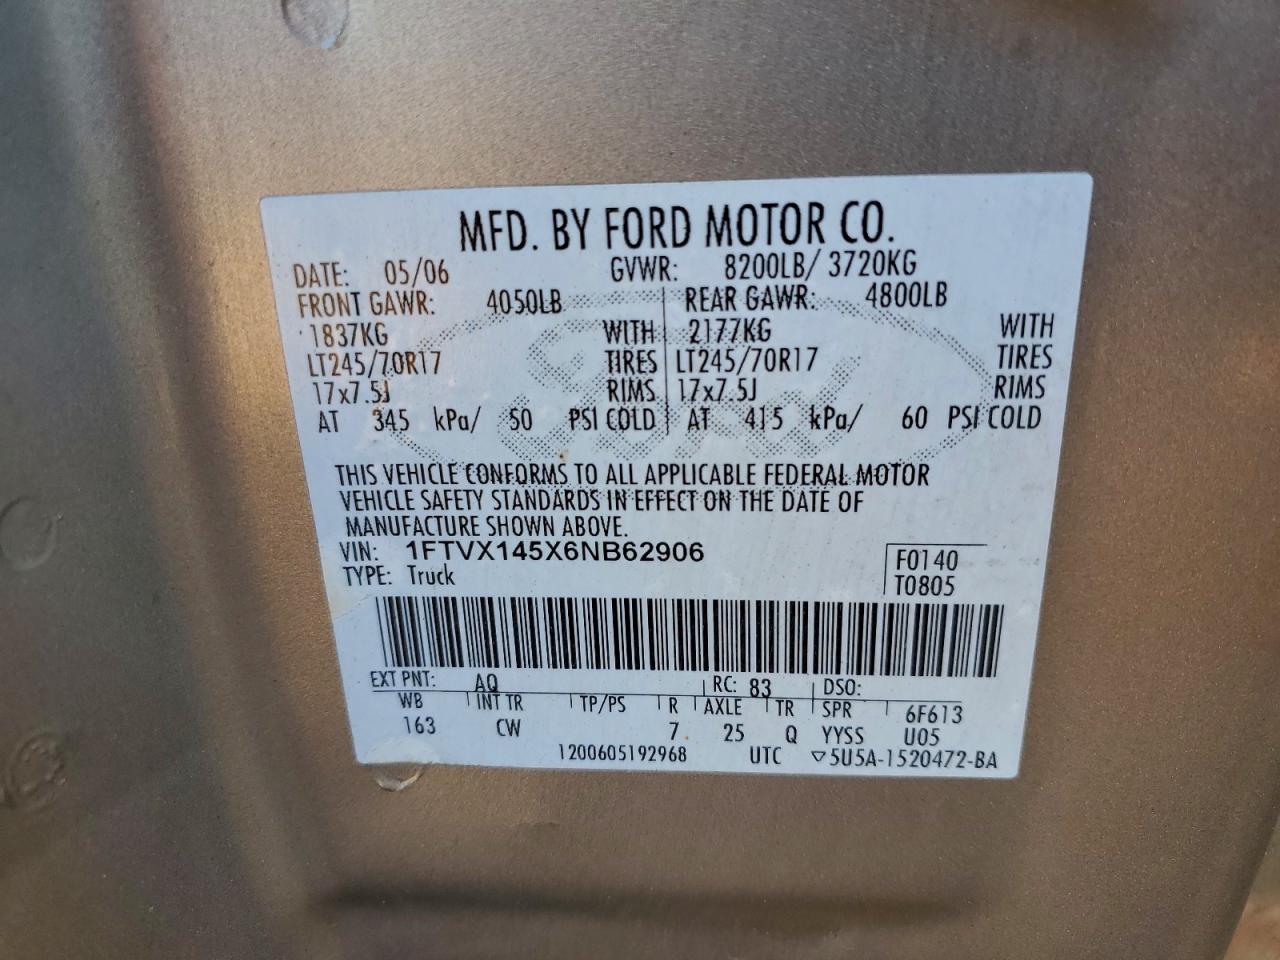 MFD. BY FORD MOTOR CO.
DATE: 05/06 GVWR: 8200LB/ 3720KG
FRONT GAWR: 4050LB REAR GAWR: 4800LB
1837KG WITH 2177KG WITH
LT245/70R17 TIRES LT245/70R17 TIRES
17x7.5J RIMS 17x7.5J RIMS
AT 345 kPa/ 50 PSI COLD AT 415 kPa/ 60 PSI COLD
Ford
THIS VEHICLE CONFORMS TO ALL APPLICABLE FEDERAL MOTOR
VEHICLE SAFETY STANDARDS IN EFFECT ON THE DATE OF
MANUFACTURE SHOWN ABOVE.
VIN: 1FTVX145X6NB62906 F0140
TYPE: Truck T0805
EXT PNT: AQ RC: 83 DSO:
WB INT TR TP/PS R AXLE TR SPR 6F613
163 CW 7 25 Q YYSS U05
1200605192968 UTC ▽5U5A-1520472-BA